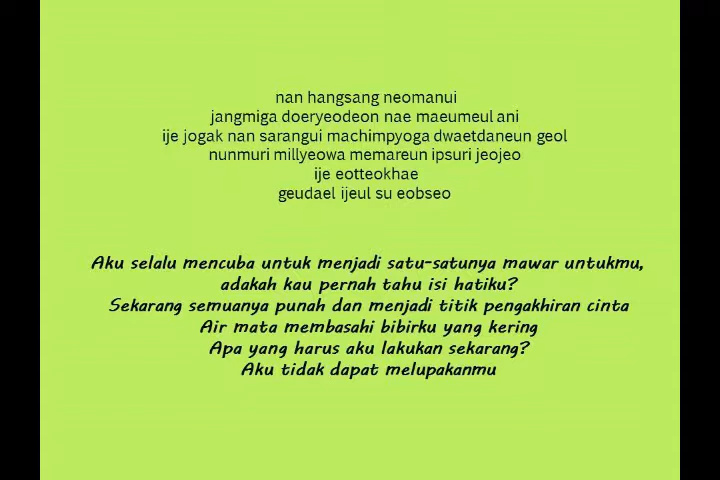 nan hangsang neomanui
jangmiga doeryeodeon nae maeumeul ani
ije jogak nan sarangui machimpyoga dwaetdaneun geol
nunmuri millyeowa memareun ipsuri jeojeo
ije eotteokhae
geudael ijeul su eobseo
Aku selalu mencuba untuk menjadi satu-satunya mawar untukmu,
adakah kau pernah tahu isi hatiku?
Sekarang semuanya punah dan menjadi titik pengakhiran cinta
Air mata membasahi bibirku yang kering
Apa yang harus aku lakukan sekarang?
Aku tidak dapat melupakanmu